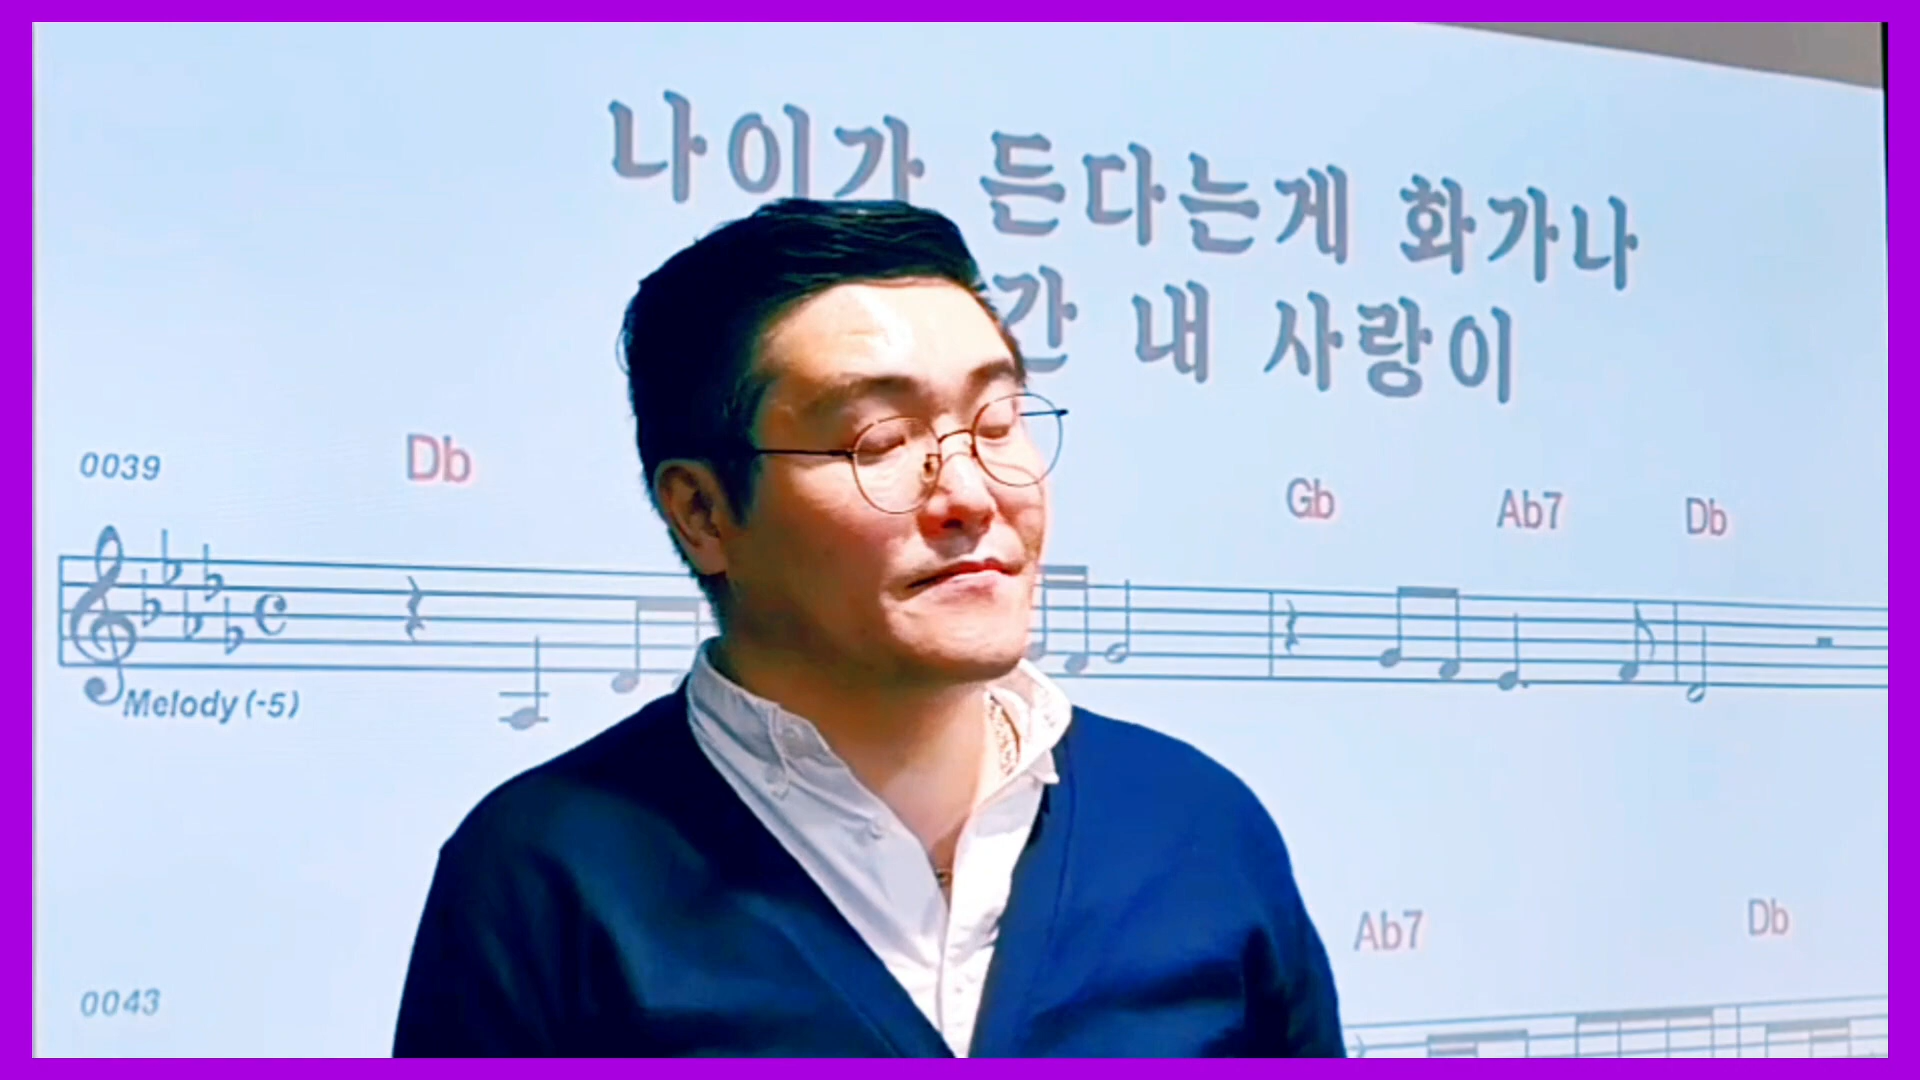 나이가 든다는게 화가나
간 내 사랑이
0039 Db Gb Ab7 Db
Melody (-5)
Ab7 Db
0043